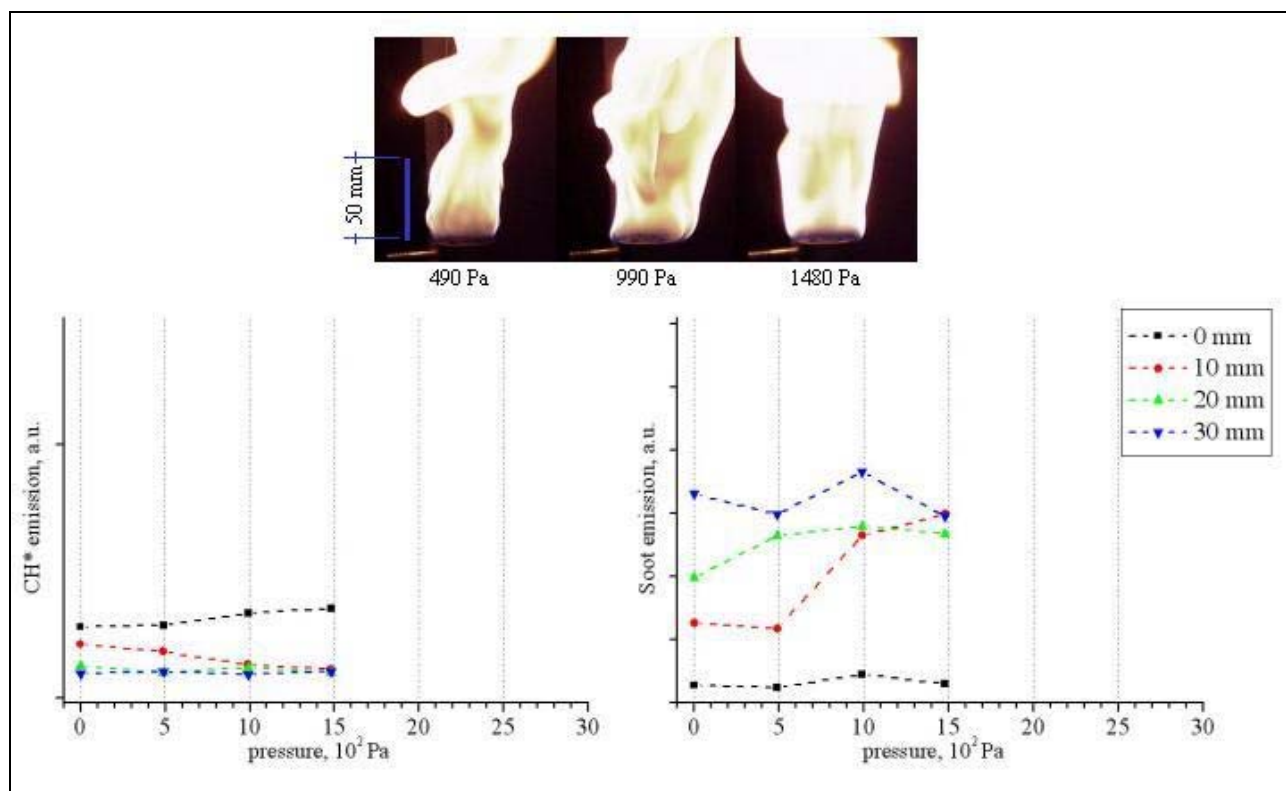 50 mm
490 Pa
990 Pa
1480 Pa
CH* emission, a.u.
0
5
10
15
20
25
30
pressure, 10² Pa
Soot emission, a.u.
0
5
10
15
20
25
30
pressure, 10² Pa
0 mm
10 mm
20 mm
30 mm